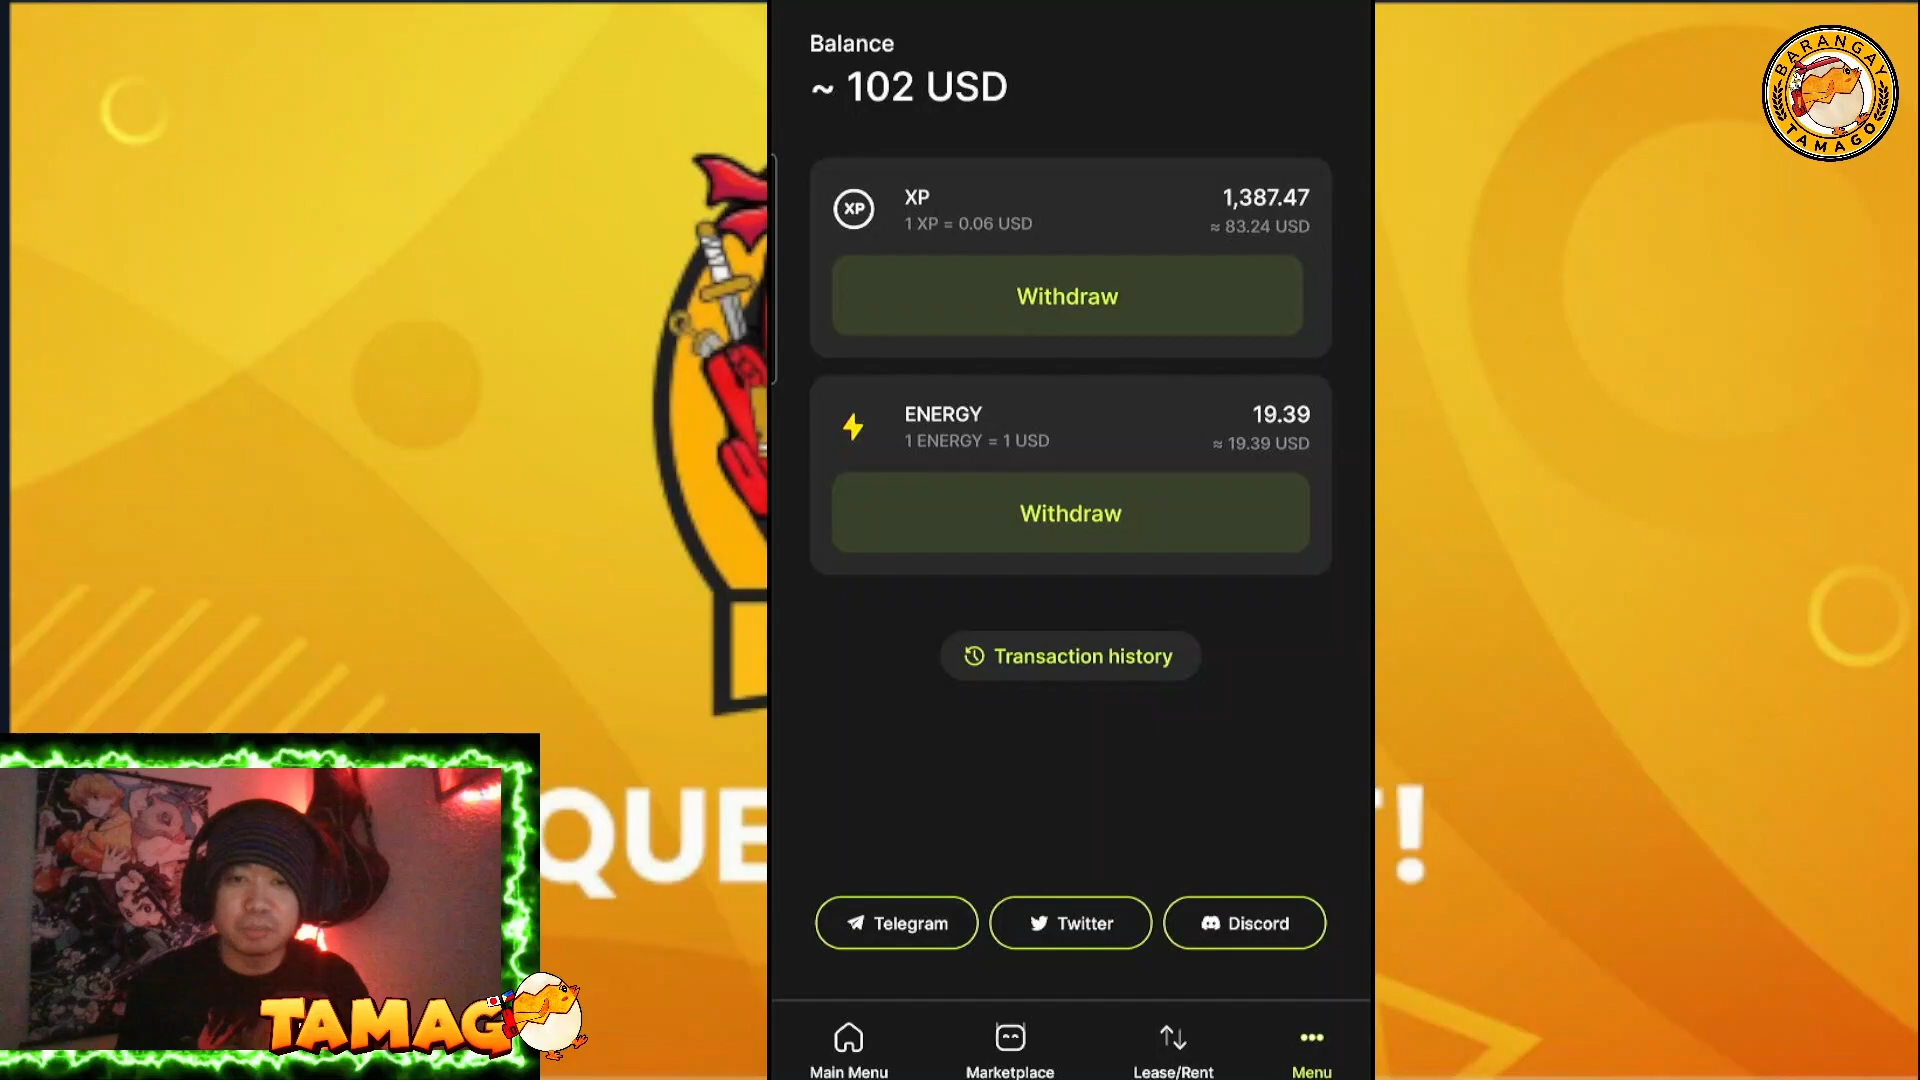 Balance
~ 102 USD
XP
XP
1,387.47
1 XP = 0.06 USD
≈ 83.24 USD
Withdraw
ENERGY
19.39
1 ENERGY = 1 USD
≈ 19.39 USD
Withdraw
Transaction history
Telegram
Twitter
Discord
Main Menu
Marketplace
Lease/Rent
Menu
BARANGAY
TAMAGO
QUE
!
TAMAG